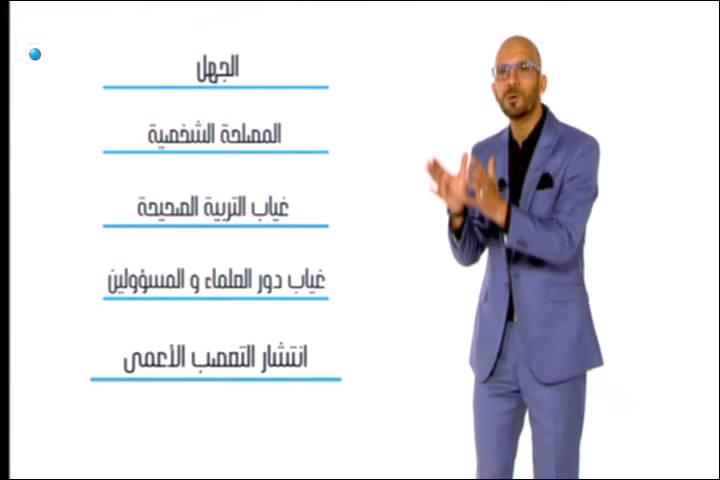 الجهل
المصلحة الشخصية
غياب التربية الصحيحة
غياب دور العلماء و المسؤولين
انتشار التعصب الأعمى